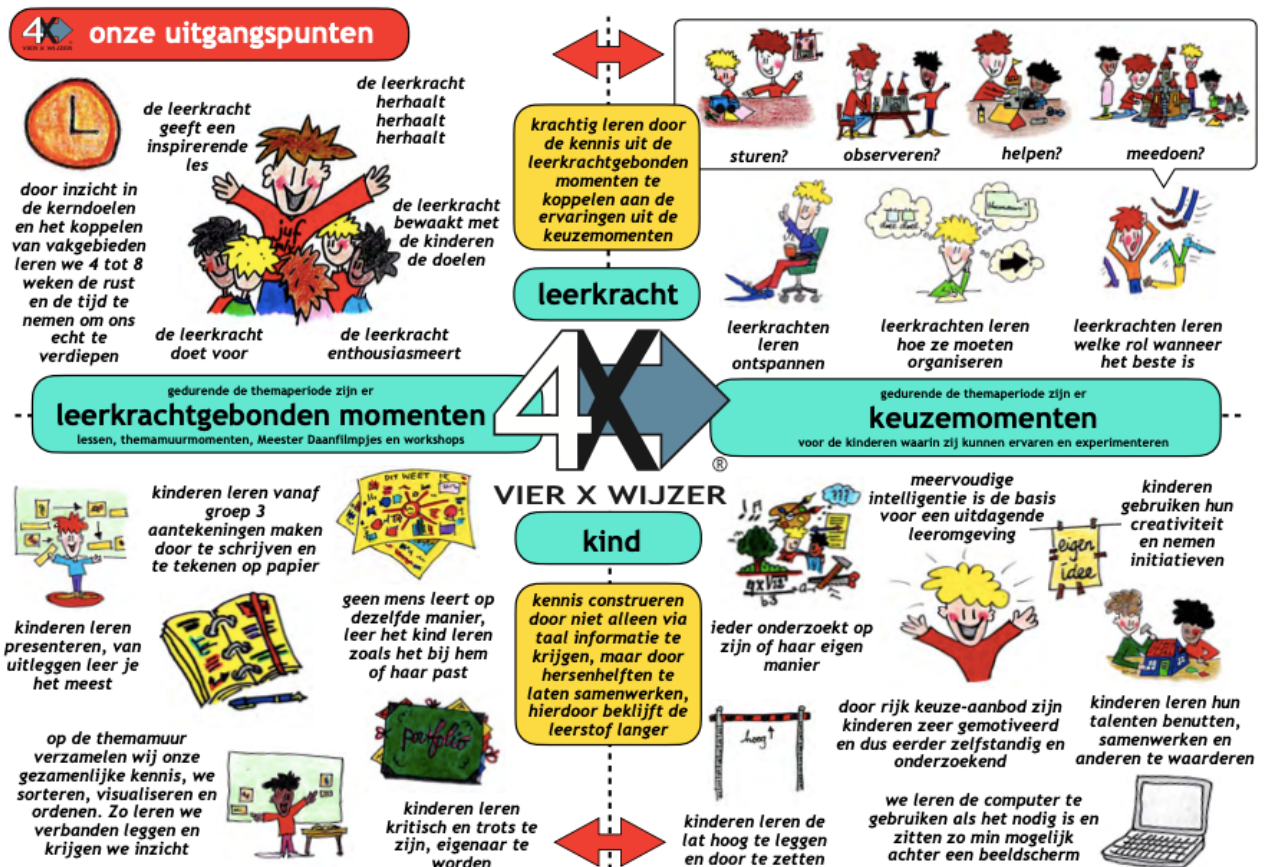 4X
VIER X WIJZER
onze uitgangspunten
door inzicht in
de kerndoelen
en het koppelen
van vakgebieden
leren we 4 tot 8
weken de rust
en de tijd te
nemen om ons
echt te
verdiepen
de leerkracht
geeft een
inspirerende
les
de leerkracht
herhaalt
herhaalt
herhaalt
de leerkracht
bewaakt met
de kinderen
de doelen
juf
de leerkracht
doet voor
de leerkracht
enthousiasmeert
krachtig leren door
de kennis uit de
leerkrachtgebonden
momenten te
koppelen aan de
ervaringen uit de
keuzemomenten
leerkracht
sturen?
observeren?
helpen?
meedoen?
leerkrachten
leren
ontspannen
leerkrachten leren
hoe ze moeten
organiseren
leerkrachten leren
welke rol wanneer
het beste is
gedurende de themaperiode zijn er
leerkrachtgebonden momenten
lessen, themamuurmomenten, Meester Daanfilmpjes en workshops
4X
®
VIER X WIJZER
gedurende de themaperiode zijn er
keuzemomenten
voor de kinderen waarin zij kunnen ervaren en experimenteren
kinderen leren
presenteren, van
uitleggen leer je
het meest
kinderen leren vanaf
groep 3
aantekeningen maken
door te schrijven en
te tekenen op papier
DIT WEET IK
geen mens leert op
dezelfde manier,
leer het kind leren
zoals het bij hem
of haar past
op de themamuur
verzamelen wij onze
gezamenlijke kennis, we
sorteren, visualiseren en
ordenen. Zo leren we
verbanden leggen en
krijgen we inzicht
portfolio
kinderen leren
kritisch en trots te
zijn, eigenaar te
worden
kind
kennis construeren
door niet alleen via
taal informatie te
krijgen, maar door
hersenhelften te
laten samenwerken,
hierdoor beklijft de
leerstof langer
???
ieder onderzoekt op
zijn of haar eigen
manier
meervoudige
intelligentie is de basis
voor een uitdagende
leeromgeving
eigen
idee
kinderen
gebruiken hun
creativiteit
en nemen
initiatieven
hoog
kinderen leren de
lat hoog te leggen
en door te zetten
door rijk keuze-aanbod zijn
kinderen zeer gemotiveerd
en dus eerder zelfstandig en
onderzoekend
kinderen leren hun
talenten benutten,
samenwerken en
anderen te waarderen
we leren de computer te
gebruiken als het nodig is en
zitten zo min mogelijk
achter een beeldscherm